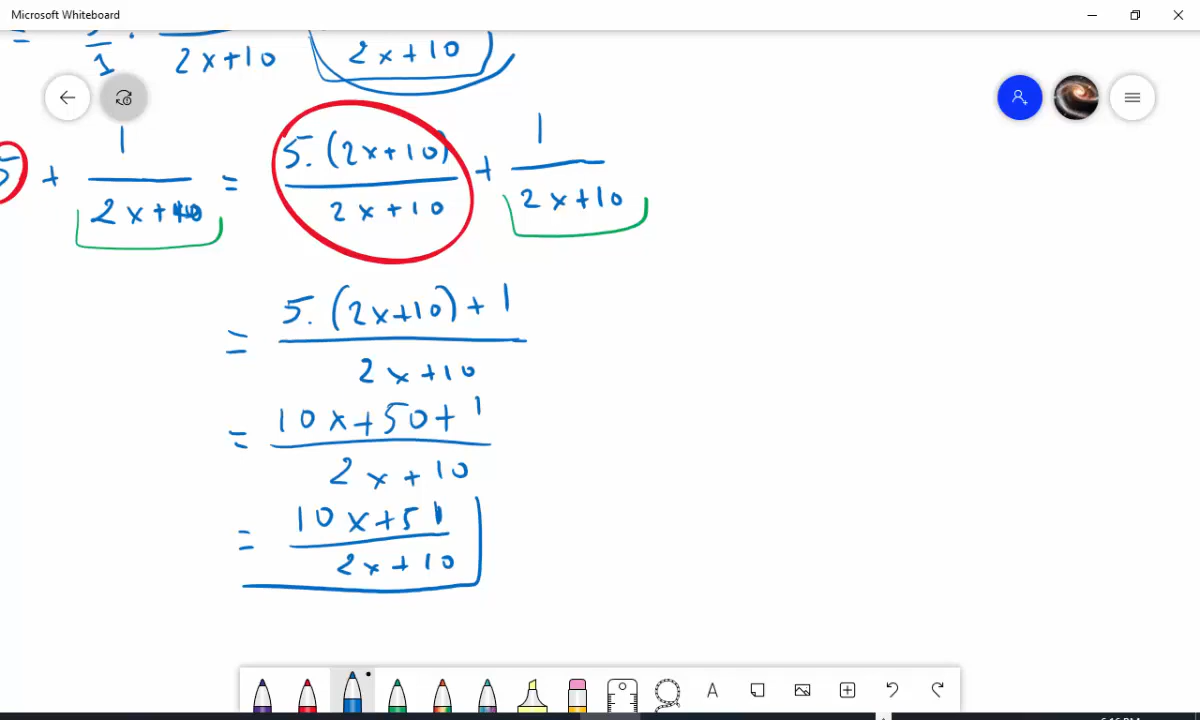 Microsoft Whiteboard
= 1 · 2x+10 2x+10
5 + 1/(2x+10) = 5.(2x+10)/(2x+10) + 1/(2x+10)
= 5.(2x+10)+1/(2x+10)
= 10x+50+1/(2x+10)
= 10x+51/(2x+10)